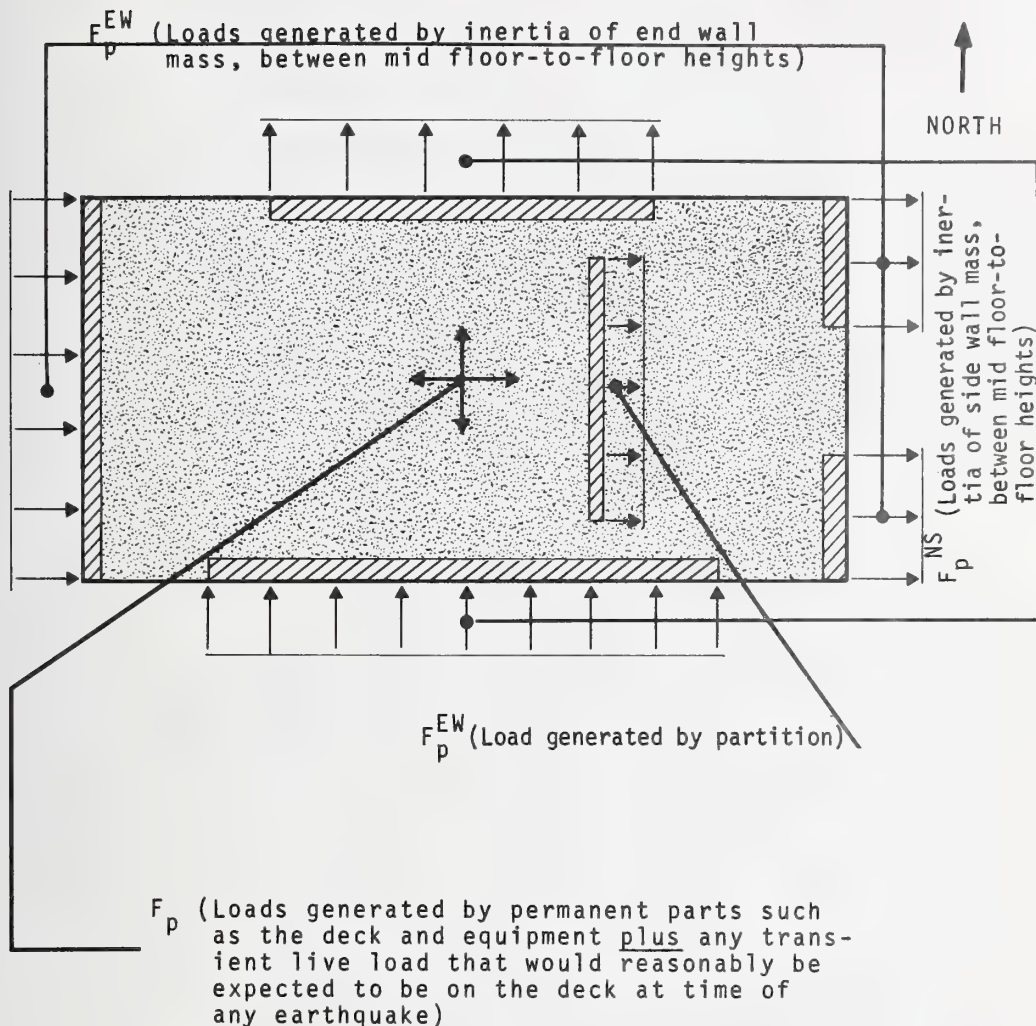 F_p^EW (Loads generated by inertia of end wall
mass, between mid floor-to-floor heights)
NORTH
F_p^NS (Loads generated by iner-
tia of side wall mass,
between mid floor-to-
floor heights)
F_p^EW (Load generated by partition)
F_p (Loads generated by permanent parts such
as the deck and equipment plus any trans-
ient live load that would reasonably be
expected to be on the deck at time of
any earthquake)